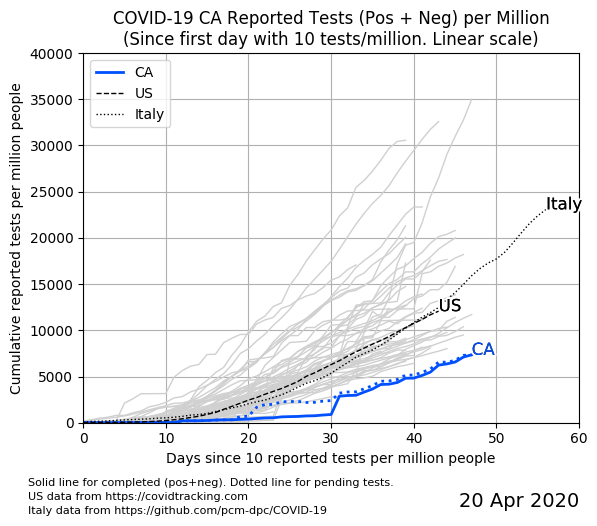 COVID-19 CA Reported Tests (Pos + Neg) per Million
(Since first day with 10 tests/million. Linear scale)
Cumulative reported tests per million people
40000
35000
30000
25000
20000
15000
10000
5000
0
CA
US
Italy
Italy
US
CA
0 10 20 30 40 50 60
Days since 10 reported tests per million people
Solid line for completed (pos+neg). Dotted line for pending tests.
US data from https://covidtracking.com
Italy data from https://github.com/pcm-dpc/COVID-19
20 Apr 2020